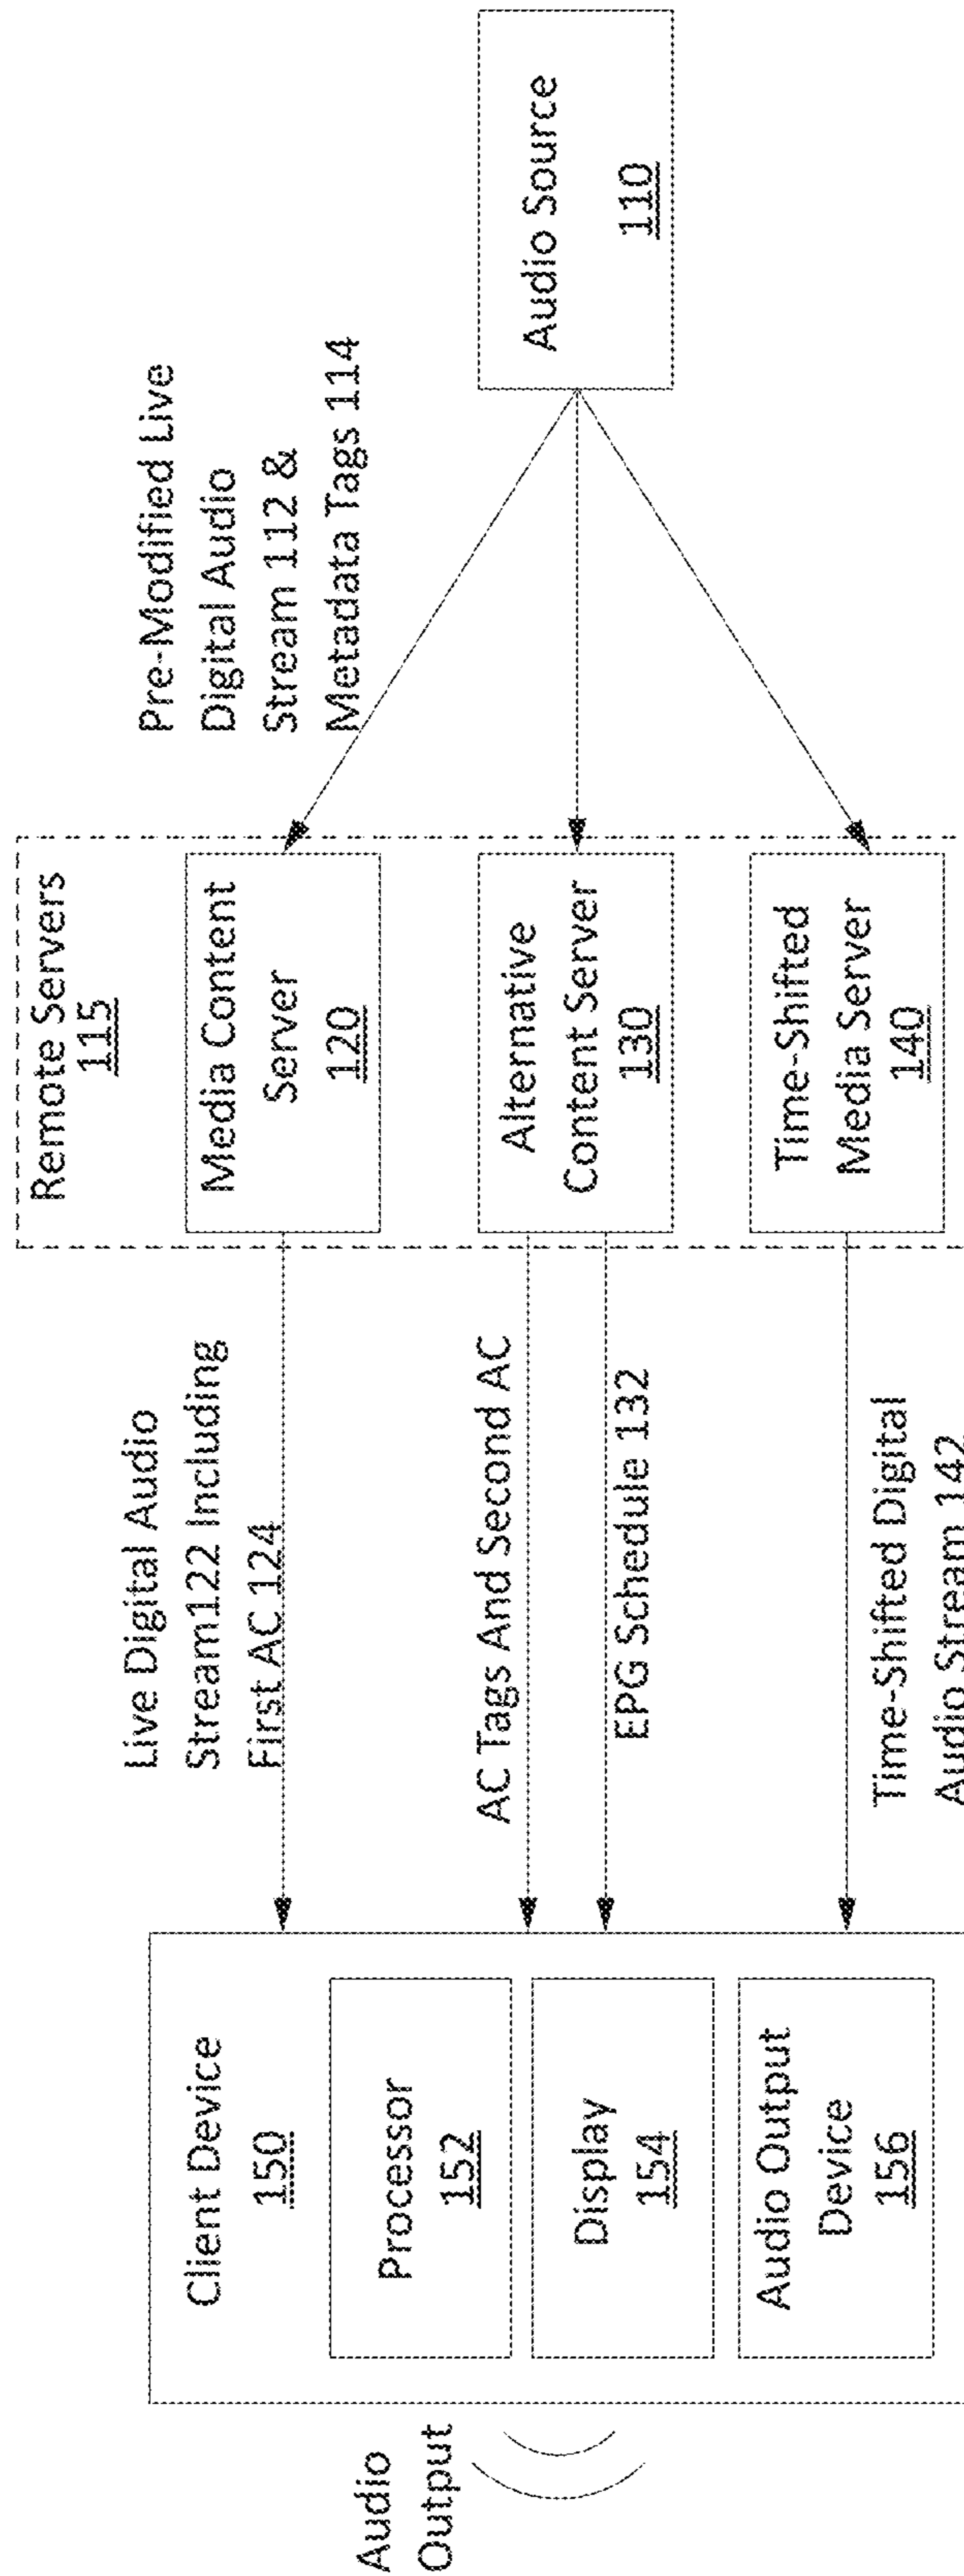 Audio
Output
Client Device
150
Processor
152
Display
154
Audio Output
Device
156
Live Digital Audio
Stream122 Including
First AC 124
AC Tags And Second AC
EPG Schedule 132
Time-Shifted Digital
Audio Stream 142
Remote Servers
115
Media Content
Server
120
Alternative
Content Server
130
Time-Shifted
Media Server
140
Pre-Modified Live
Digital Audio
Stream 112 &
Metadata Tags 114
Audio Source
110